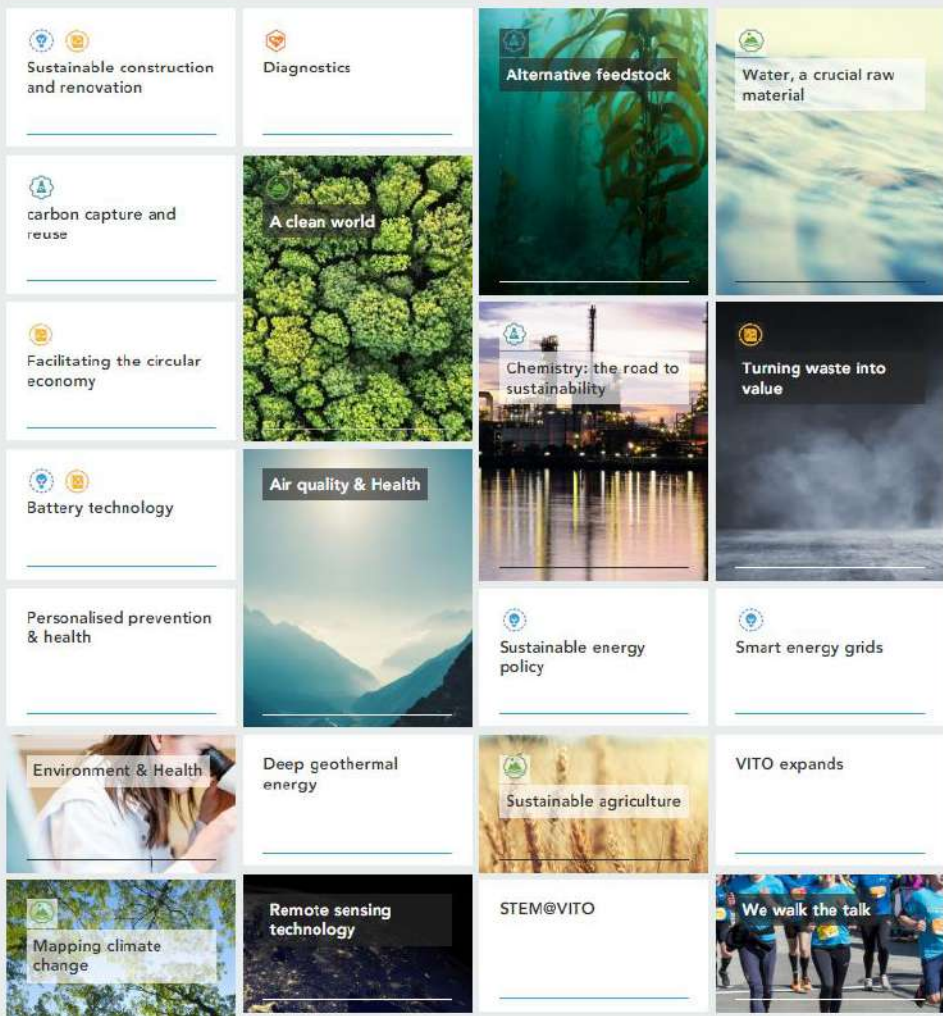 Sustainable construction
and renovation
Diagnostics
Alternative feedstock
Water, a crucial raw
material
carbon capture and
reuse
A clean world
Facilitating the circular
economy
Chemistry: the road to
sustainability
Turning waste into
value
Battery technology
Air quality & Health
Personalised prevention
& health
Sustainable energy
policy
Smart energy grids
Environment & Health
Deep geothermal
energy
Sustainable agriculture
VITO expands
Mapping climate
change
Remote sensing
technology
STEM@VITO
We walk the talk